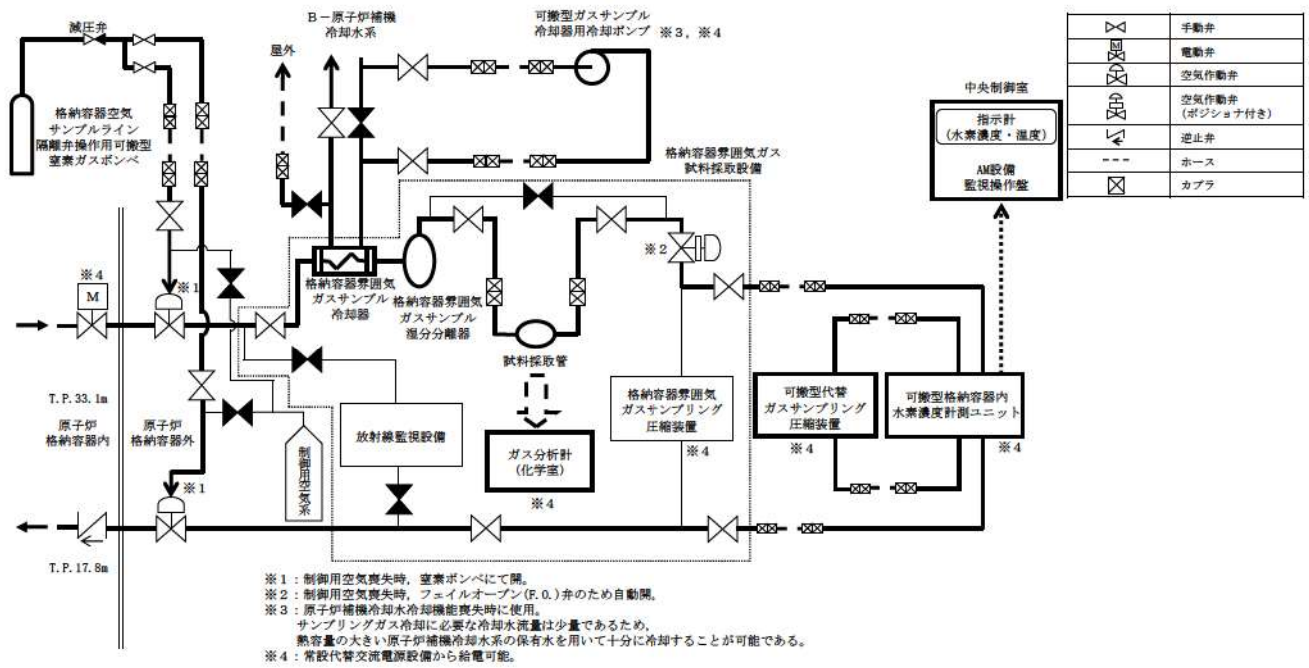 減圧弁
B-原子炉補機
冷却水系
可搬型ガスサンプル
冷却器用冷却ポンプ ※3,※4
屋外
格納容器空気
サンプルライン
隔離弁操作用可搬型
窒素ガスボンベ
格納容器雰囲気ガス
試料採取設備
中央制御室
指示計
(水素濃度・温度)
AM設備
監視操作盤
手動弁
M
電動弁
空気作動弁
空気作動弁
(ポジショナ付き)
逆止弁
ホース
カプラ
※4
M
※1
※2
格納容器雰囲気
ガスサンプル
冷却器
格納容器雰囲気
ガスサンプル
湿分分離器
試料採取管
T.P.33.1m
原子炉
格納容器内
原子炉
格納容器外
放射線監視設備
制御用空気系
ガス分析計
(化学室)
※4
格納容器雰囲気
ガスサンプリング
圧縮装置
※4
可搬型代替
ガスサンプリング
圧縮装置
※4
可搬型格納容器内
水素濃度計測ユニット
※4
※1
T.P.17.8m
※1:制御用空気喪失時,窒素ボンベにて開。
※2:制御用空気喪失時,フェイルオープン(F.O.)弁のため自動開。
※3:原子炉補機冷却水冷却機能喪失時に使用。
サンプリングガス冷却に必要な冷却水流量は少量であるため,
熱容量の大きい原子炉補機冷却水系の保有水を用いて十分に冷却することが可能である。
※4:常設代替交流電源設備から給電可能。